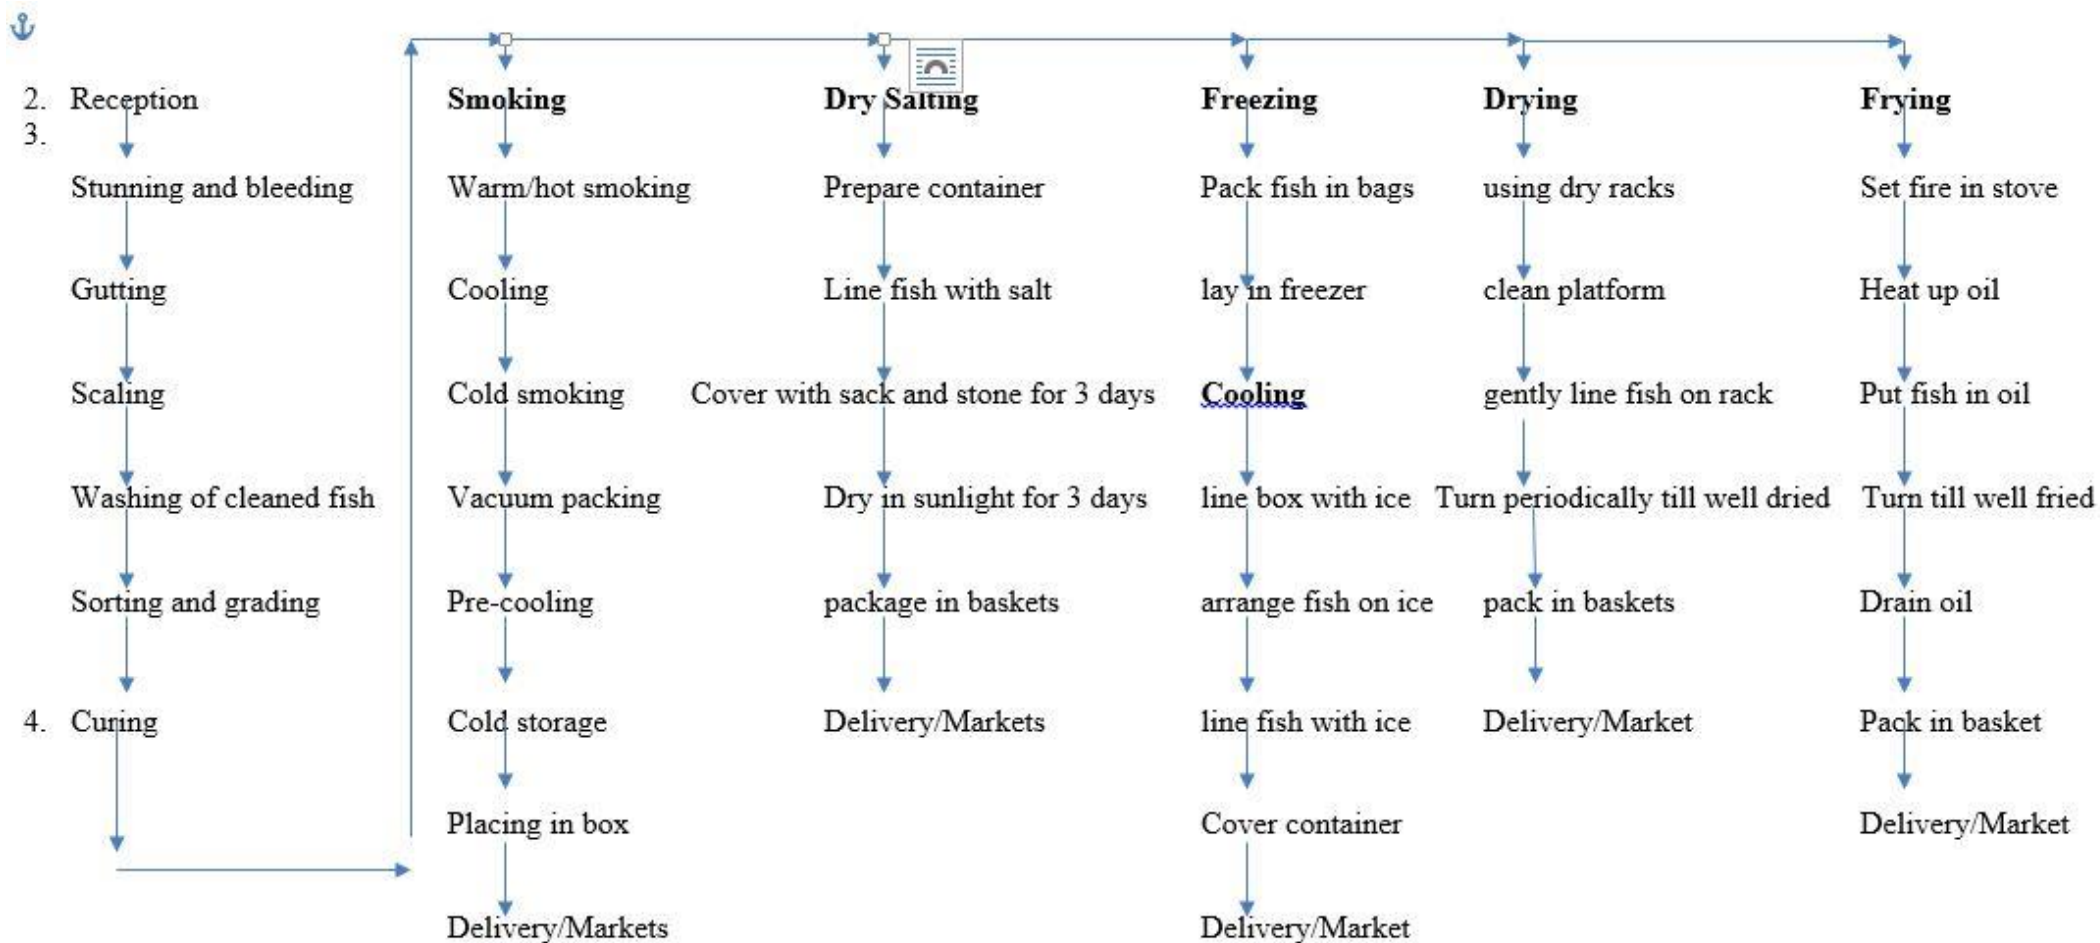 2. Reception Smoking Dry Salting Freezing Drying Frying
3.
Stunning and bleeding Warm/hot smoking Prepare container Pack fish in bags using dry racks Set fire in stove
Gutting Cooling Line fish with salt lay in freezer clean platform Heat up oil
Scaling Cold smoking Cover with sack and stone for 3 days Cooling gently line fish on rack Put fish in oil
Washing of cleaned fish Vacuum packing Dry in sunlight for 3 days line box with ice Turn periodically till well dried Turn till well fried
Sorting and grading Pre-cooling package in baskets arrange fish on ice pack in baskets Drain oil
4. Curing Cold storage Delivery/Markets line fish with ice Delivery/Market Pack in basket
Placing in box Cover container Delivery/Market
Delivery/Markets Delivery/Market